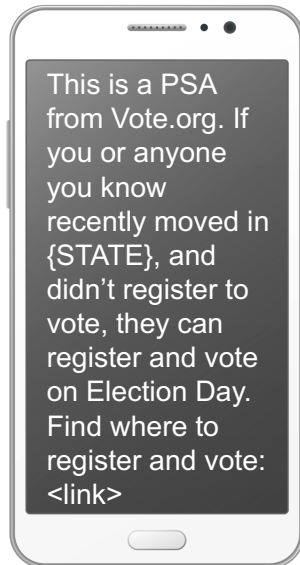 This is a PSA
from Vote.org. If
you or anyone
you know
recently moved in
{STATE}, and
didn’t register to
vote, they can
register and vote
on Election Day.
Find where to
register and vote:
<link>